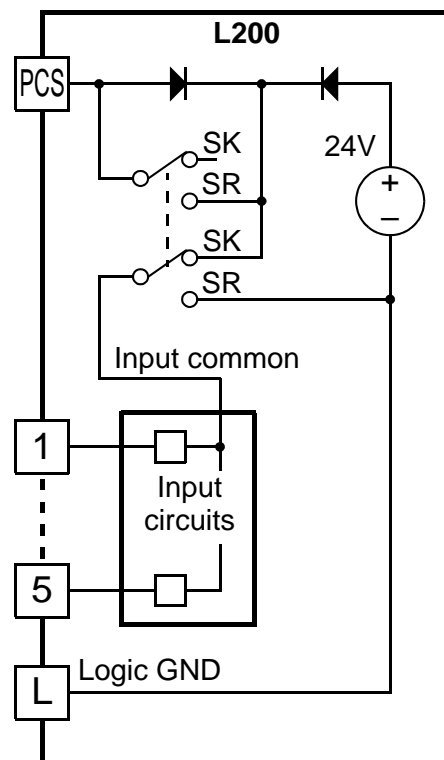 L200
PCS
SK
24V
SR
+
–
SK
SR
Input common
1
Input
circuits
5
Logic GND
L